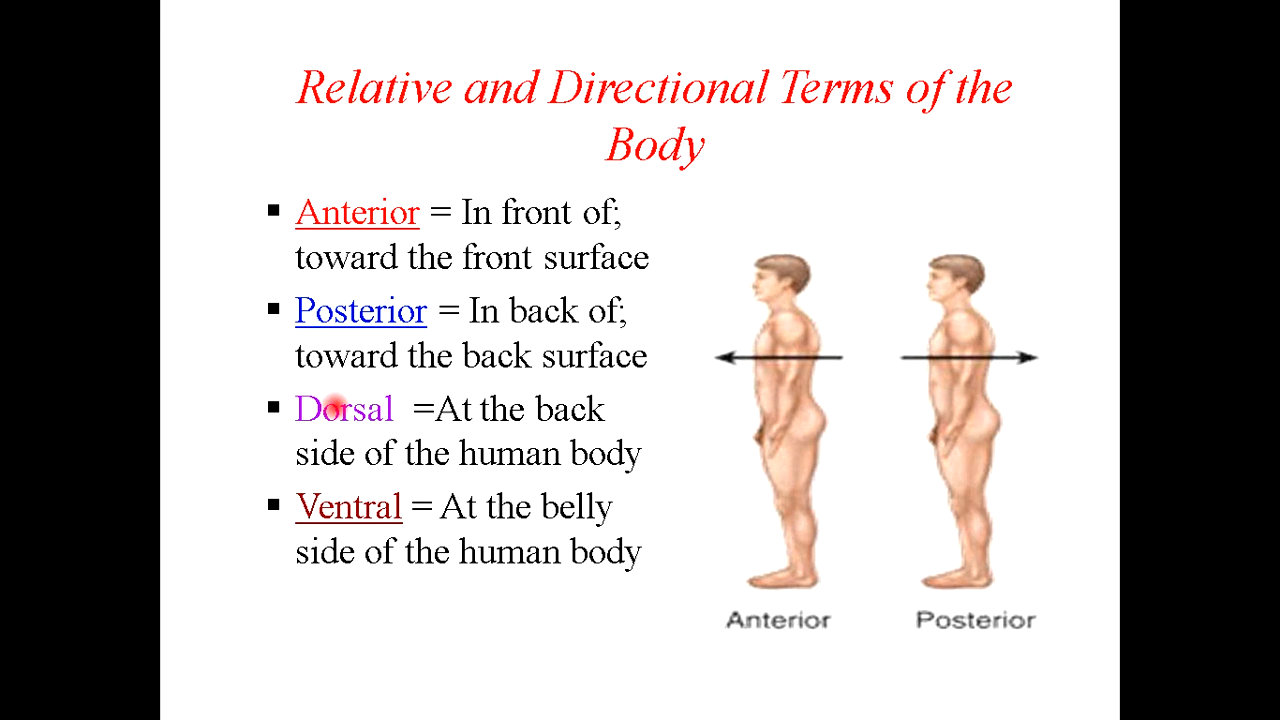 Relative and Directional Terms of the
Body
▪ Anterior = In front of;
toward the front surface
▪ Posterior = In back of;
toward the back surface
▪ Dorsal =At the back
side of the human body
▪ Ventral = At the belly
side of the human body
Anterior
Posterior